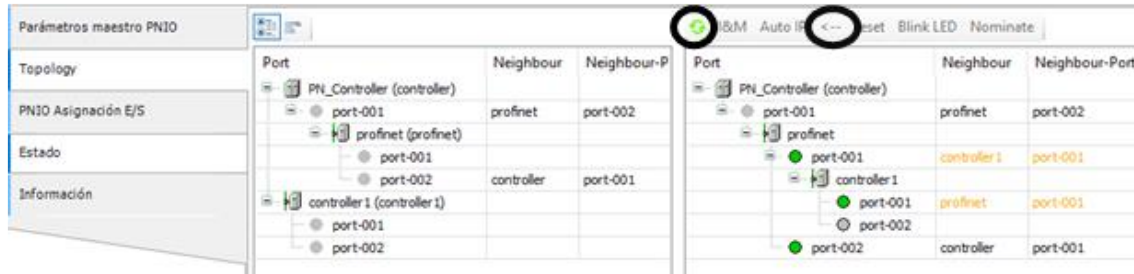 Parámetros maestro PNIO
Topology
PNIO Asignación E/S
Estado
Información
Port Neighbour Neighbour-P
PN_Controller (controller)
port-001 profinet port-002
profinet (profinet)
port-001
port-002 controller port-001
controller1 (controller1)
port-001
port-002
I&M Auto IP <-- Reset Blink LED Nominate
Port Neighbour Neighbour-Port
PN_Controller (controller)
port-001 profinet port-002
profinet
port-001 controller1 port-001
controller1
port-001 profinet port-001
port-002
port-002 controller port-001